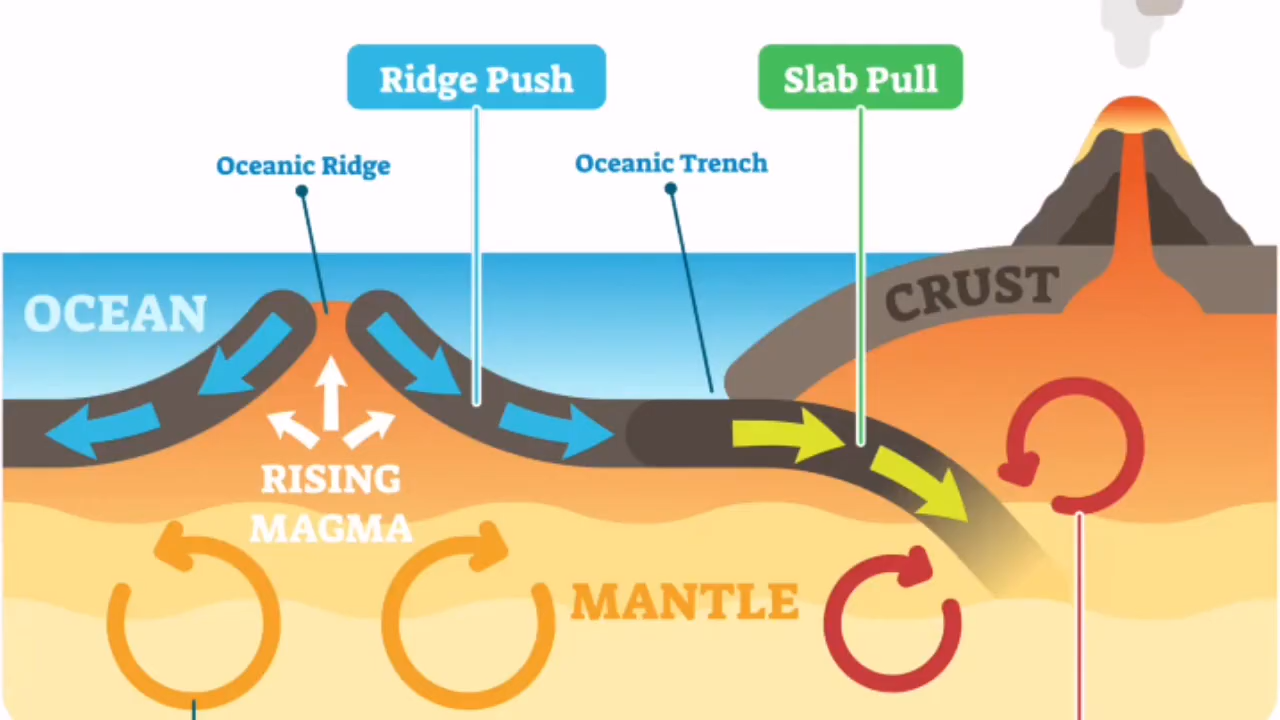 Ridge Push
Slab Pull
Oceanic Ridge
Oceanic Trench
OCEAN
CRUST
RISING
MAGMA
MANTLE